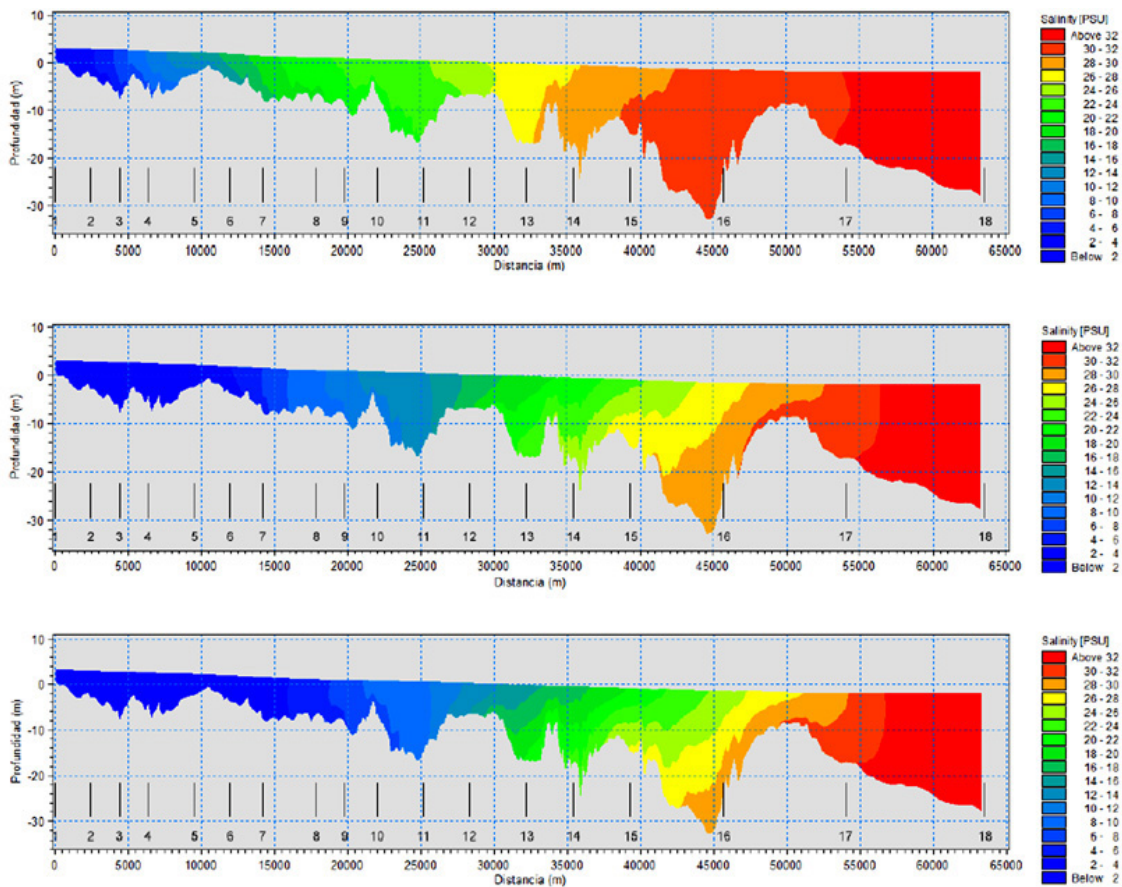 Salinity [PSU]
Above 32
30 - 32
28 - 30
26 - 28
24 - 26
22 - 24
20 - 22
18 - 20
16 - 18
14 - 16
12 - 14
10 - 12
8 - 10
6 - 8
4 - 6
2 - 4
Below 2
Profundidad (m)
10
0
-10
-20
-30
1 2 3 4 5 6 7 8 9 10 11 12 13 14 15 16 17 18
0 5000 10000 15000 20000 25000 30000 35000 40000 45000 50000 55000 60000 65000
Distancia (m)
Salinity [PSU]
Above 32
30 - 32
28 - 30
26 - 28
24 - 26
22 - 24
20 - 22
18 - 20
16 - 18
14 - 16
12 - 14
10 - 12
8 - 10
6 - 8
4 - 6
2 - 4
Below 2
Profundidad (m)
10
0
-10
-20
-30
1 2 3 4 5 6 7 8 9 10 11 12 13 14 15 16 17 18
0 5000 10000 15000 20000 25000 30000 35000 40000 45000 50000 55000 60000 65000
Distancia (m)
Salinity [PSU]
Above 32
30 - 32
28 - 30
26 - 28
24 - 26
22 - 24
20 - 22
18 - 20
16 - 18
14 - 16
12 - 14
10 - 12
8 - 10
6 - 8
4 - 6
2 - 4
Below 2
Profundidad (m)
10
0
-10
-20
-30
1 2 3 4 5 6 7 8 9 10 11 12 13 14 15 16 17 18
0 5000 10000 15000 20000 25000 30000 35000 40000 45000 50000 55000 60000 65000
Distancia (m)